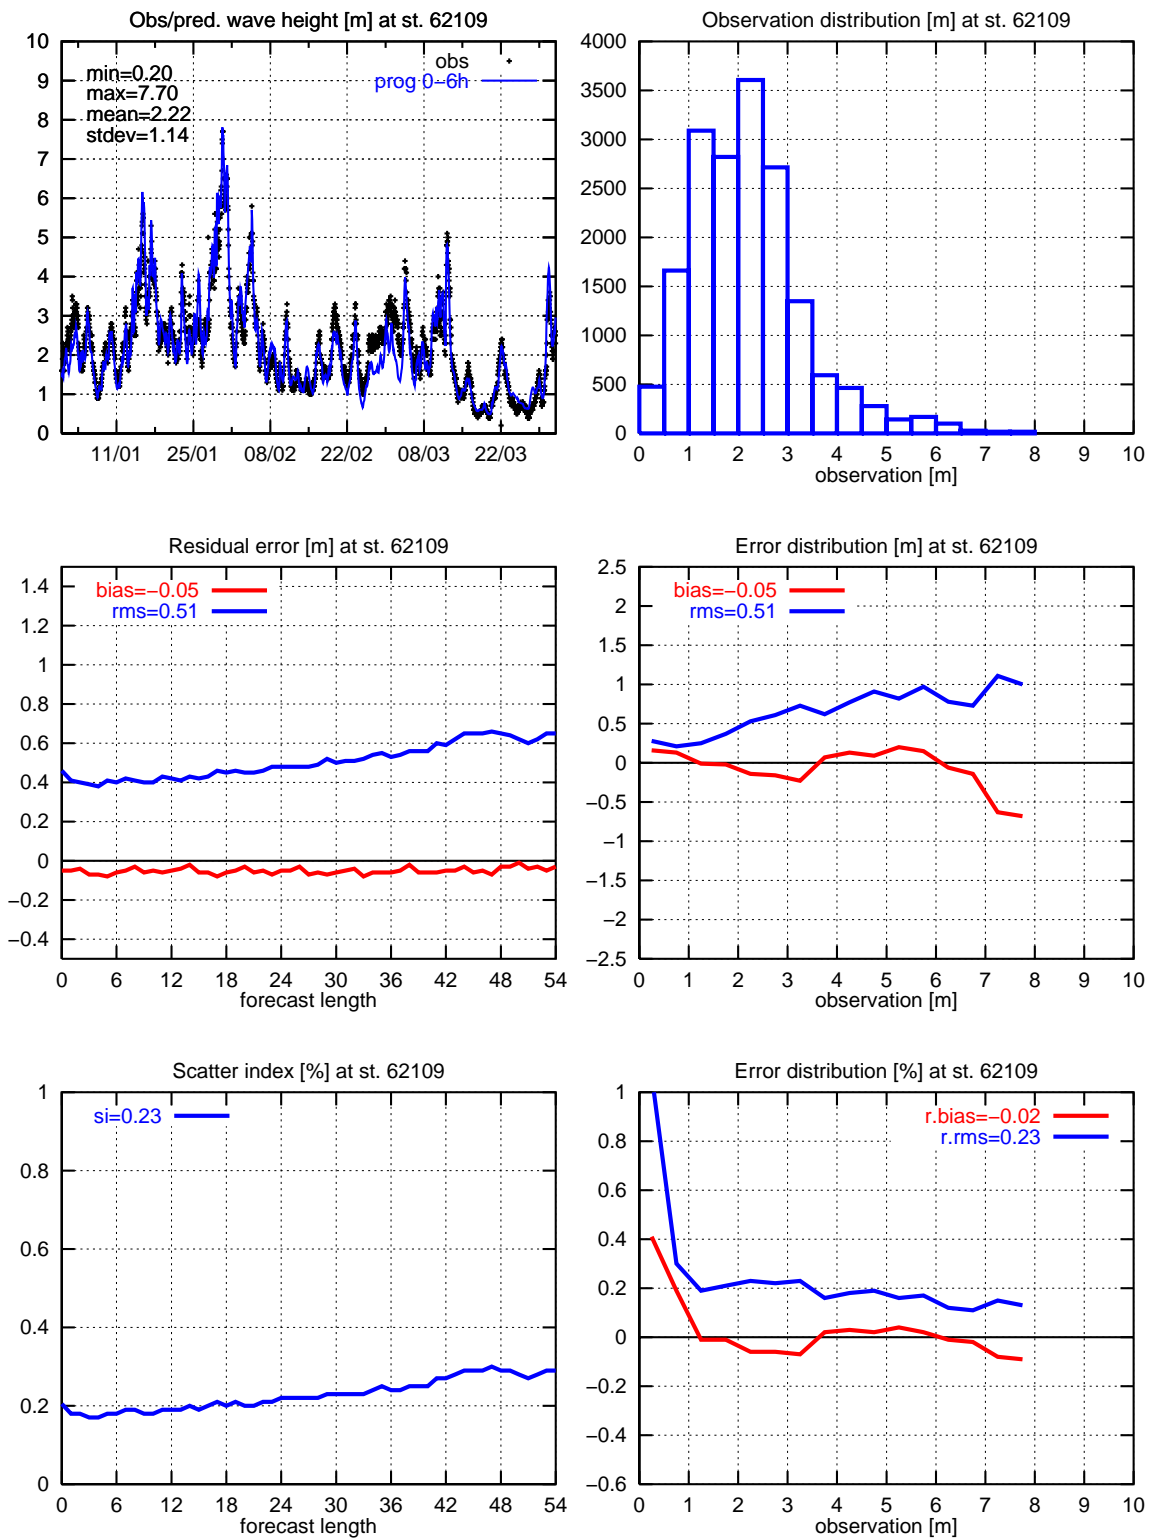 Obs/pred. wave height [m] at st. 62109
10
9
8
7
6
5
4
3
2
1
0
min=0.20
max=7.70
mean=2.22
stdev=1.14
obs
prog 0−6h
11/01 25/01 08/02 22/02 08/03 22/03
Observation distribution [m] at st. 62109
4000
3500
3000
2500
2000
1500
1000
500
0
0 1 2 3 4 5 6 7 8 9 10
observation [m]
Residual error [m] at st. 62109
1.4
1.2
1
0.8
0.6
0.4
0.2
0
−0.2
−0.4
bias=−0.05
rms=0.51
0 6 12 18 24 30 36 42 48 54
forecast length
Error distribution [m] at st. 62109
2.5
2
1.5
1
0.5
0
−0.5
−1
−1.5
−2
−2.5
bias=−0.05
rms=0.51
0 1 2 3 4 5 6 7 8 9 10
observation [m]
Scatter index [%] at st. 62109
1
0.8
0.6
0.4
0.2
0
si=0.23
0 6 12 18 24 30 36 42 48 54
forecast length
Error distribution [%] at st. 62109
1
0.8
0.6
0.4
0.2
0
−0.2
−0.4
−0.6
r.bias=−0.02
r.rms=0.23
0 1 2 3 4 5 6 7 8 9 10
observation [m]